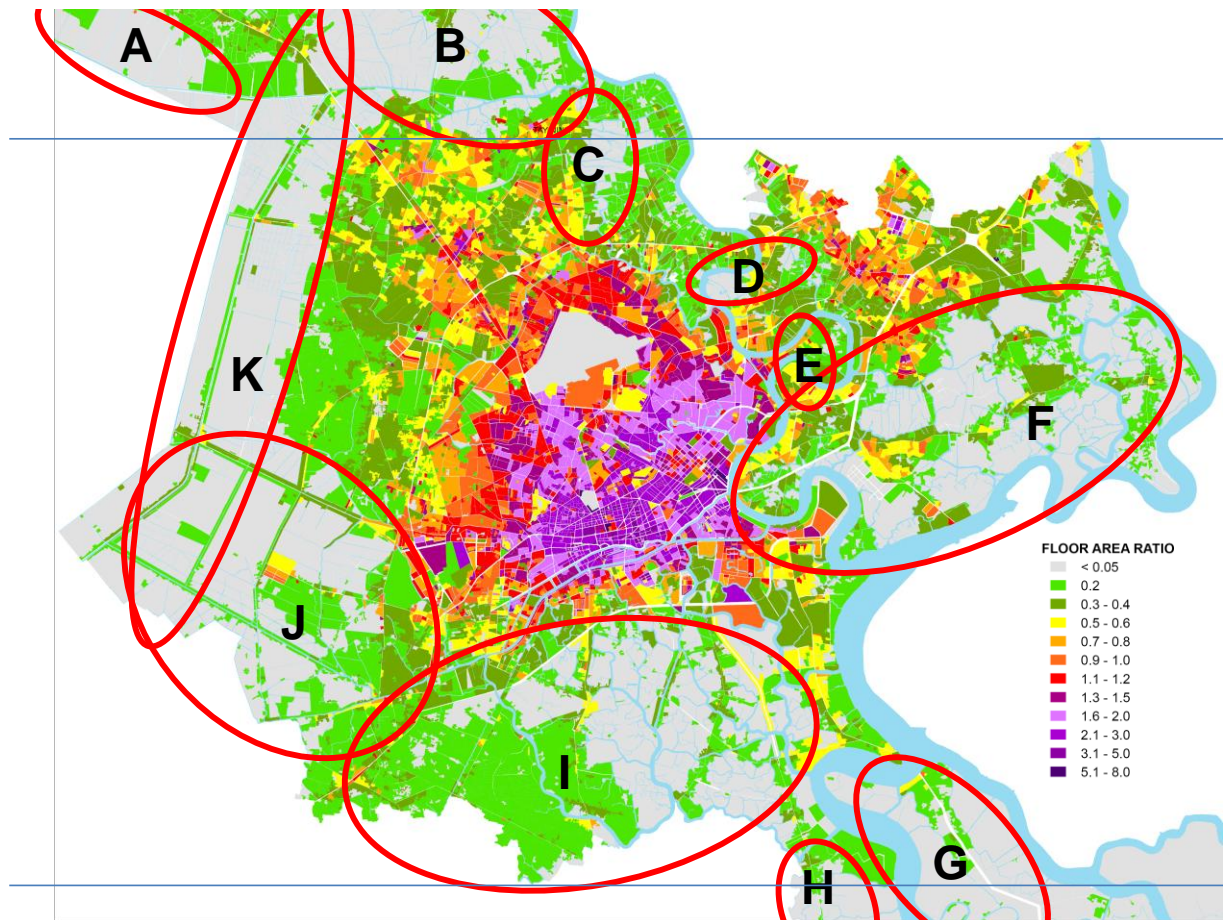 A
B
C
D
E
K
F
FLOOR AREA RATIO
< 0.05
0.2
0.3 - 0.4
0.5 - 0.6
0.7 - 0.8
0.9 - 1.0
1.1 - 1.2
1.3 - 1.5
1.6 - 2.0
2.1 - 3.0
3.1 - 5.0
5.1 - 8.0
J
I
G
H